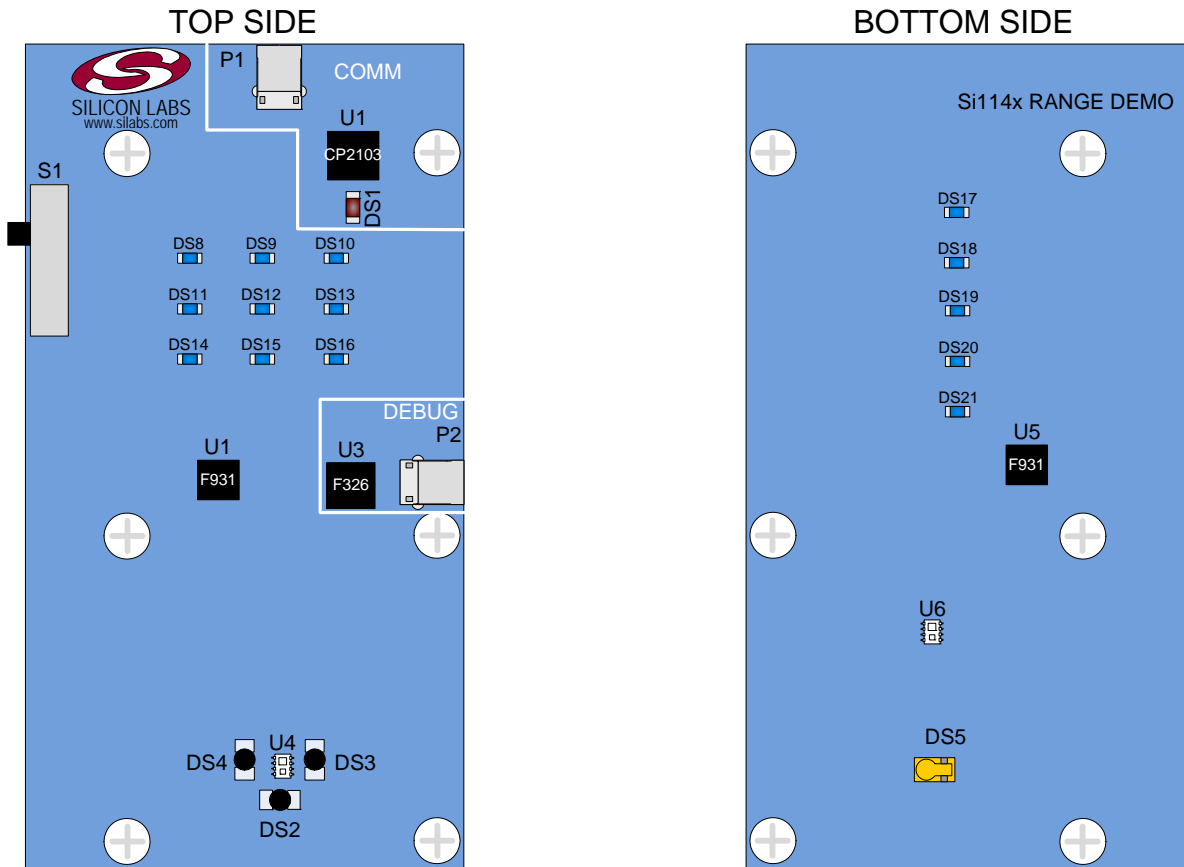 TOP SIDE
SILICON LABS
www.silabs.com
P1
COMM
U1
CP2103
DS1
S1
DS8 DS9 DS10
DS11 DS12 DS13
DS14 DS15 DS16
DEBUG
P2
U1
F931
U3
F326
U4
DS4
DS3
DS2
BOTTOM SIDE
Si114x RANGE DEMO
DS17
DS18
DS19
DS20
DS21
U5
F931
U6
DS5